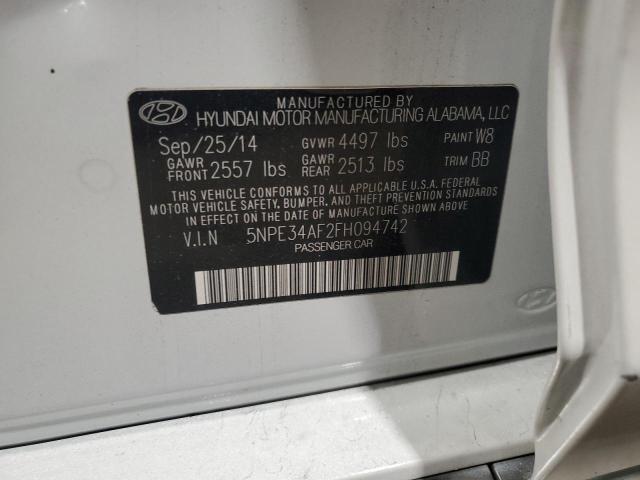 MANUFACTURED BY
HYUNDAI MOTOR MANUFACTURING ALABAMA, LLC
Sep/25/14 GVWR 4497 lbs PAINT W8
GAWR FRONT 2557 lbs GAWR REAR 2513 lbs TRIM BB
THIS VEHICLE CONFORMS TO ALL APPLICABLE U.S.A. FEDERAL
MOTOR VEHICLE SAFETY, BUMPER, AND THEFT PREVENTION STANDARDS
IN EFFECT ON THE DATE OF MANUFACTURE SHOWN ABOVE.
V.I.N 5NPE34AF2FH094742
PASSENGER CAR